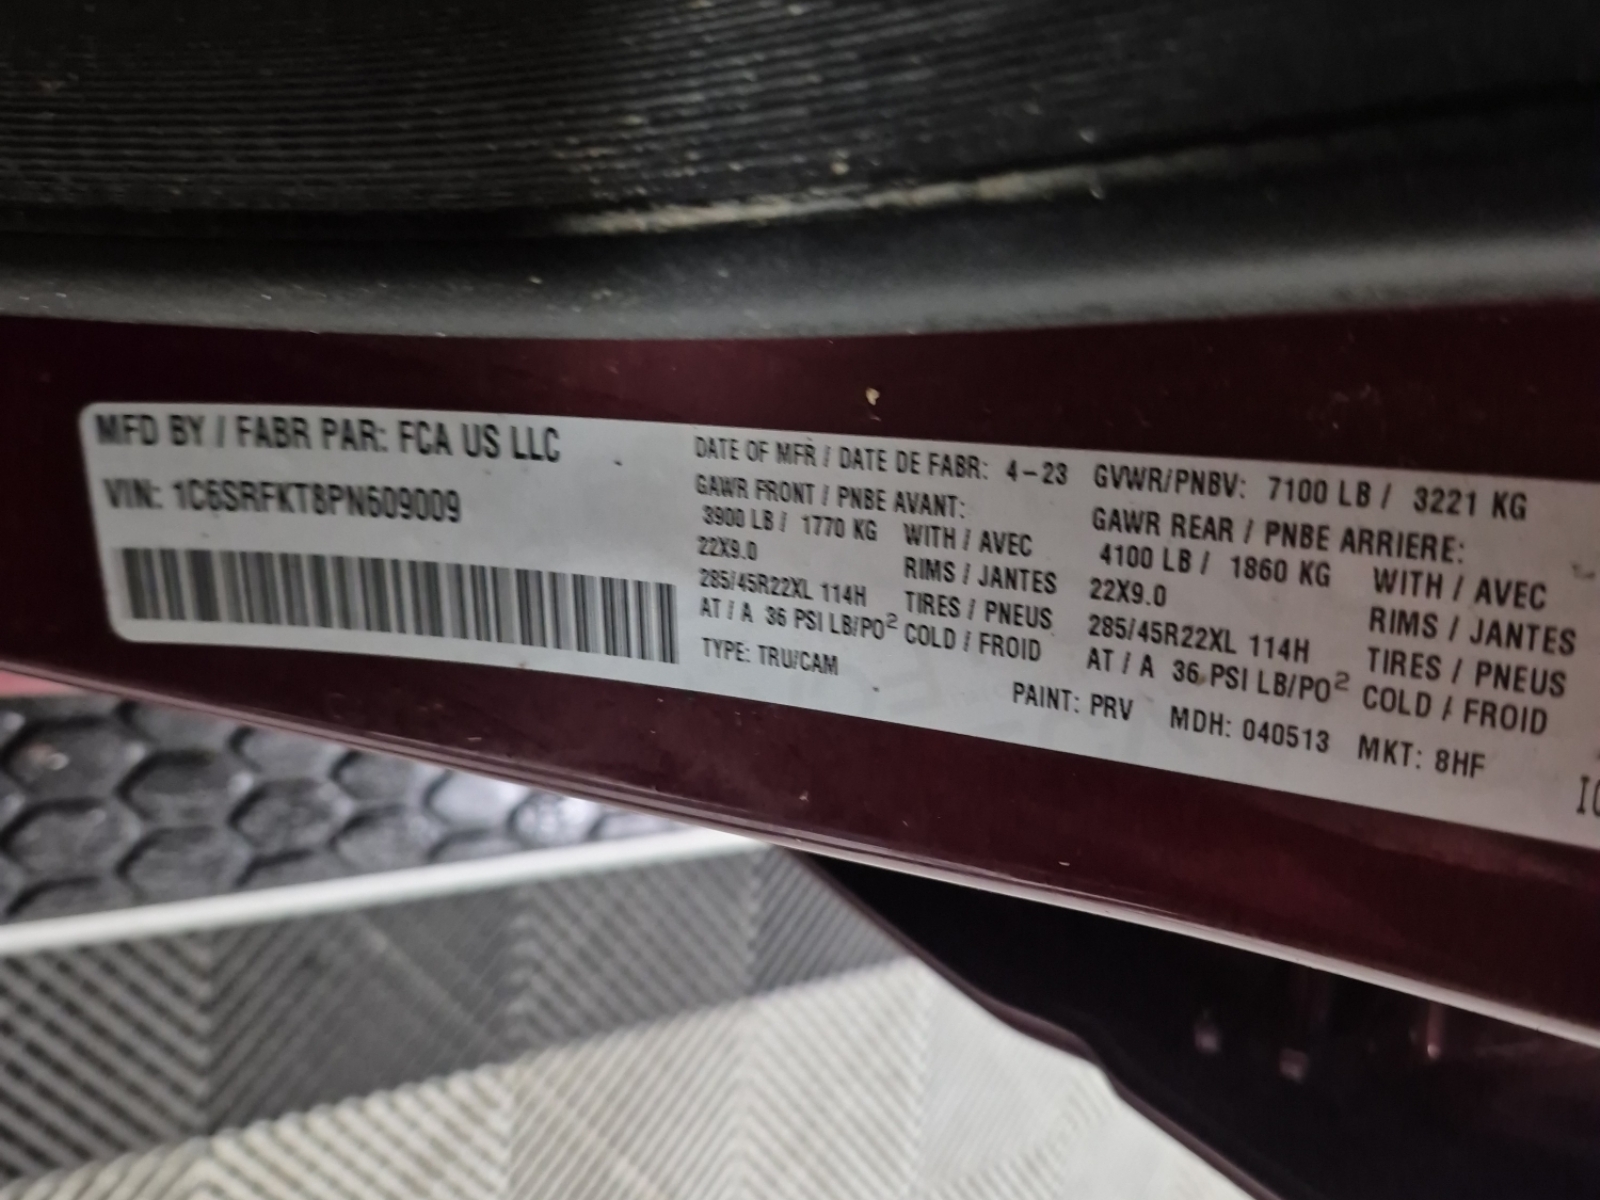 MFD BY / FABR PAR: FCA US LLC
VIN: 1C6SRFKT8PN609009
DATE OF MFR / DATE DE FABR: 4-23
GAWR FRONT / PNBE AVANT:
3900 LB / 1770 KG WITH / AVEC
22X9.0 RIMS / JANTES
285/45R22XL 114H TIRES / PNEUS
AT / A 36 PSI LB/PO² COLD / FROID
TYPE: TRU/CAM
GVWR/PNBV: 7100 LB / 3221 KG
GAWR REAR / PNBE ARRIERE:
4100 LB / 1860 KG WITH / AVEC
22X9.0 RIMS / JANTES
285/45R22XL 114H TIRES / PNEUS
AT / A 36 PSI LB/PO² COLD / FROID
PAINT: PRV MDH: 040513 MKT: 8HF